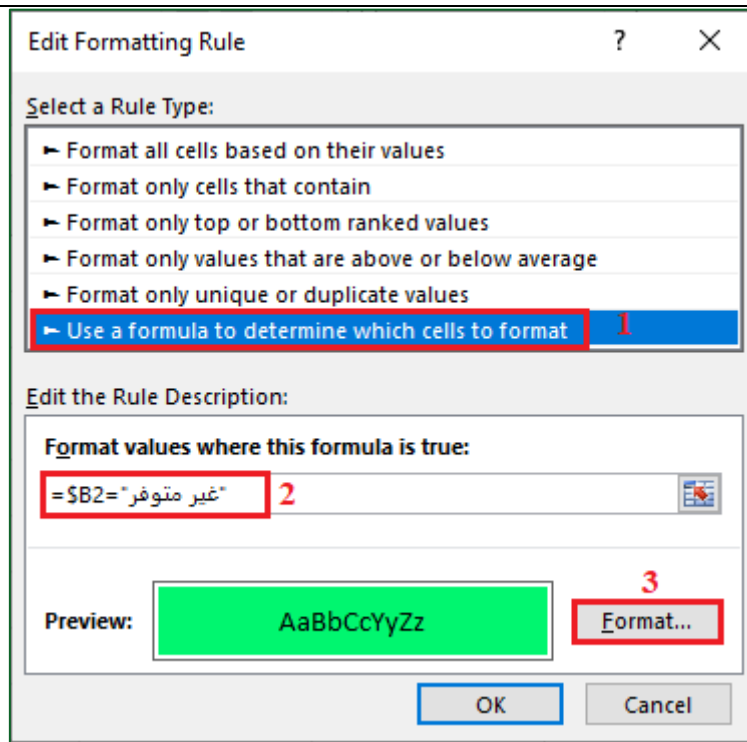 Edit Formatting Rule ? ×
Select a Rule Type:
► Format all cells based on their values
► Format only cells that contain
► Format only top or bottom ranked values
► Format only values that are above or below average
► Format only unique or duplicate values
► Use a formula to determine which cells to format 1
Edit the Rule Description:
Format values where this formula is true:
=$B2="غير متوفر" 2
3
Preview: AaBbCcYyZz Format...
OK Cancel